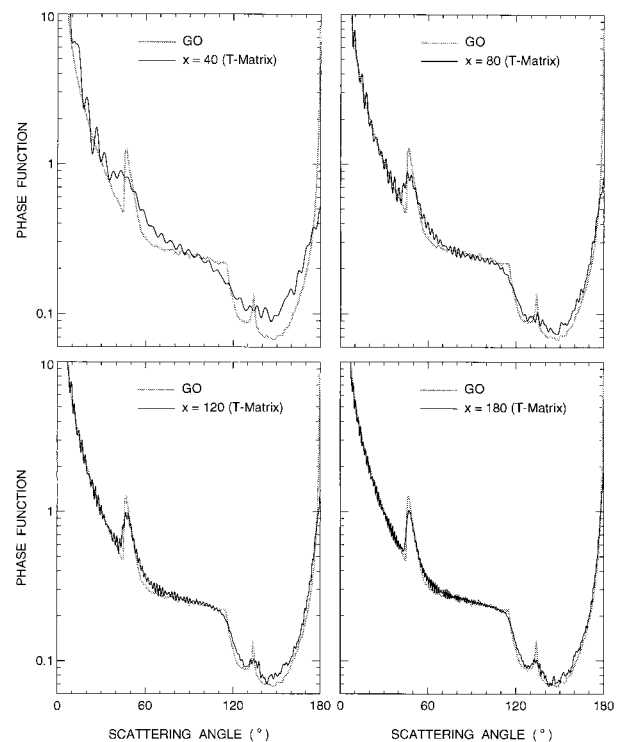 10
GO
x = 40 (T-Matrix)
GO
x = 80 (T-Matrix)
PHASE FUNCTION
1
0.1
10
GO
x = 120 (T-Matrix)
GO
x = 180 (T-Matrix)
PHASE FUNCTION
1
0.1
0 60 120 180
60 120 180
SCATTERING ANGLE (°)
SCATTERING ANGLE (°)